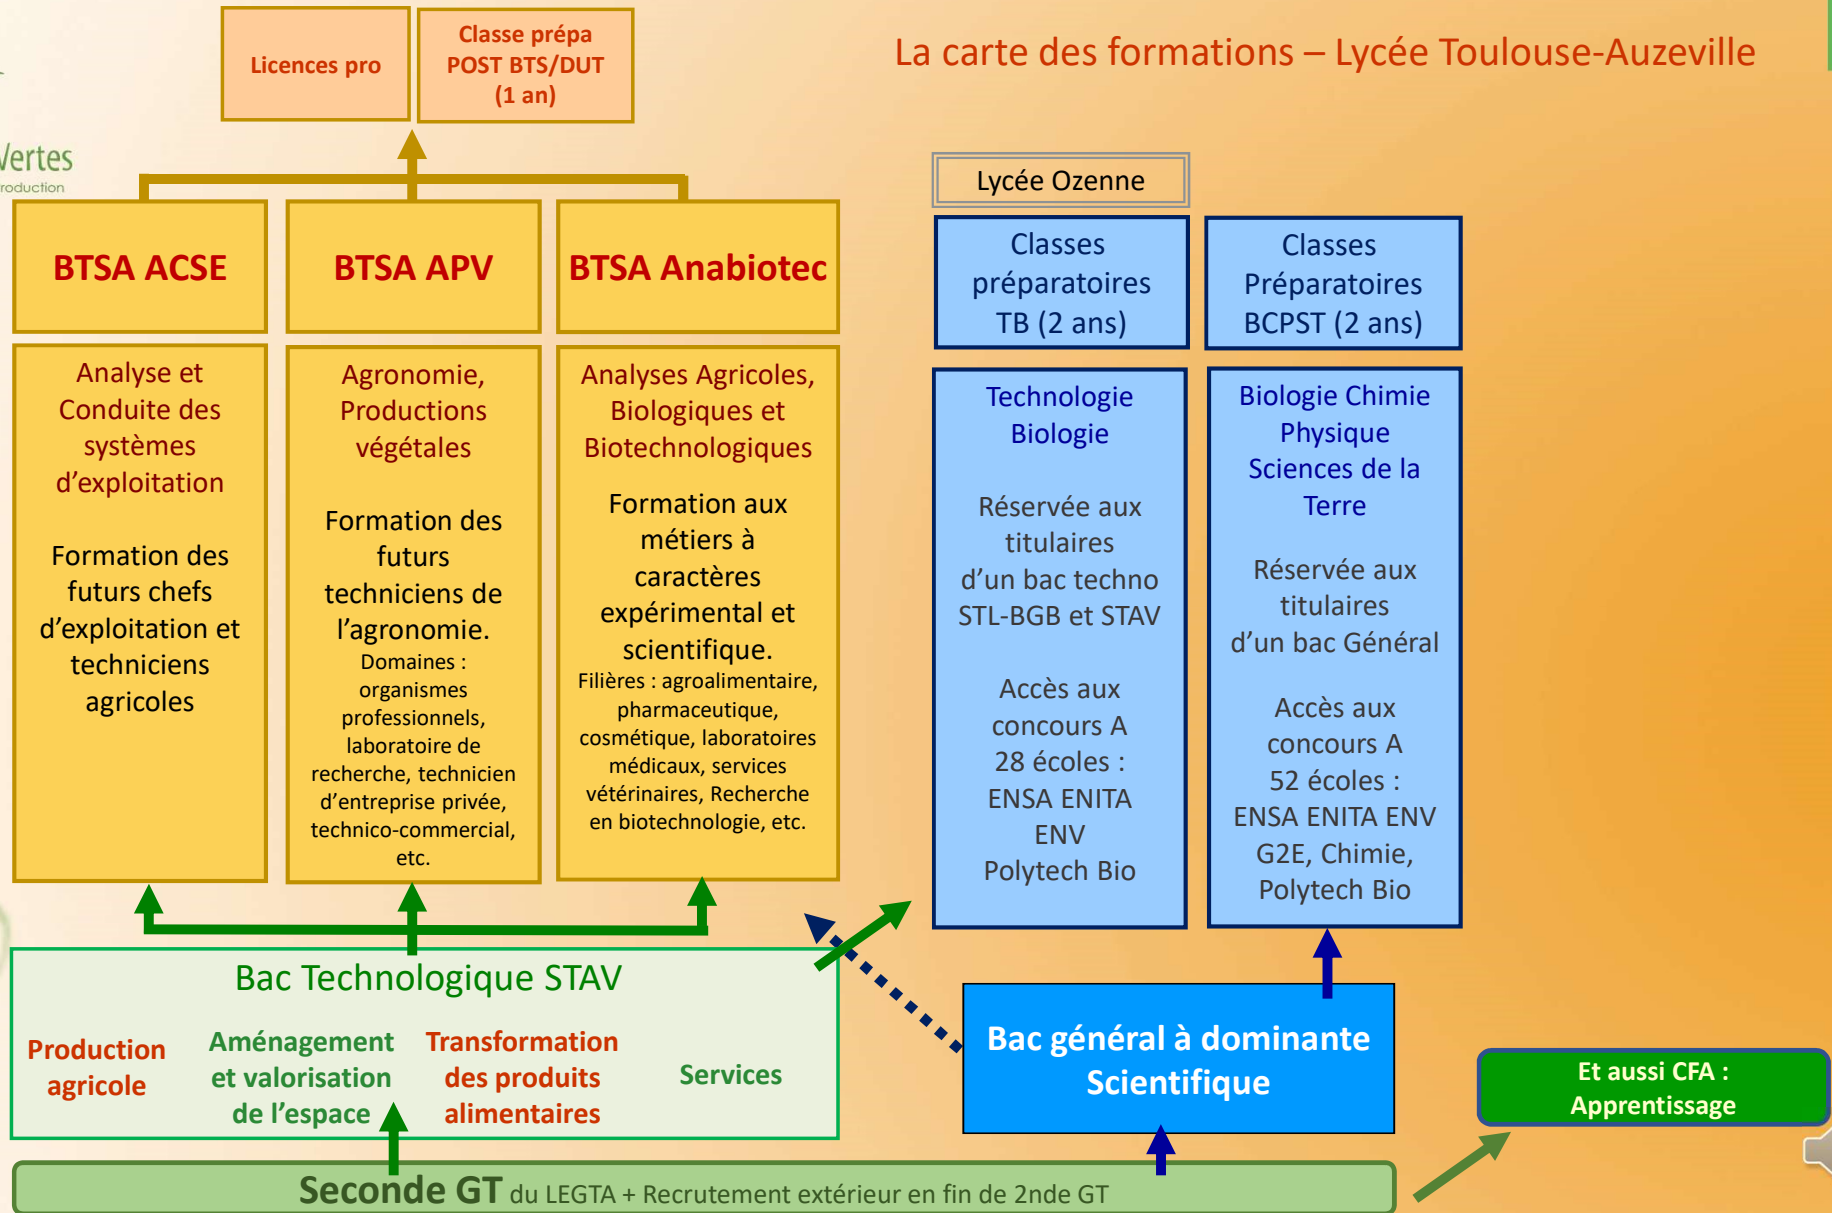 La carte des formations – Lycée Toulouse-Auzeville
Licences pro
Classe prépa
POST BTS/DUT
(1 an)
Vertes
roduction
BTSA ACSE
Analyse et
Conduite des
systèmes
d’exploitation
Formation des
futurs chefs
d’exploitation et
techniciens
agricoles
BTSA APV
Agronomie,
Productions
végétales
Formation des
futurs
techniciens de
l’agronomie.
Domaines :
organismes
professionnels,
laboratoire de
recherche, technicien
d’entreprise privée,
technico-commercial,
etc.
BTSA Anabiotec
Analyses Agricoles,
Biologiques et
Biotechnologiques
Formation aux
métiers à
caractères
expérimental et
scientifique.
Filières : agroalimentaire,
pharmaceutique,
cosmétique, laboratoires
médicaux, services
vétérinaires, Recherche
en biotechnologie, etc.
Lycée Ozenne
Classes
préparatoires
TB (2 ans)
Technologie
Biologie
Réservée aux
titulaires
d’un bac techno
STL-BGB et STAV
Accès aux
concours A
28 écoles :
ENSA ENITA
ENV
Polytech Bio
Classes
Préparatoires
BCPST (2 ans)
Biologie Chimie
Physique
Sciences de la
Terre
Réservée aux
titulaires
d’un bac Général
Accès aux
concours A
52 écoles :
ENSA ENITA ENV
G2E, Chimie,
Polytech Bio
Bac Technologique STAV
Production
agricole
Aménagement
et valorisation
de l’espace
Transformation
des produits
alimentaires
Services
Bac général à dominante
Scientifique
Et aussi CFA :
Apprentissage
Seconde GT du LEGTA + Recrutement extérieur en fin de 2nde GT